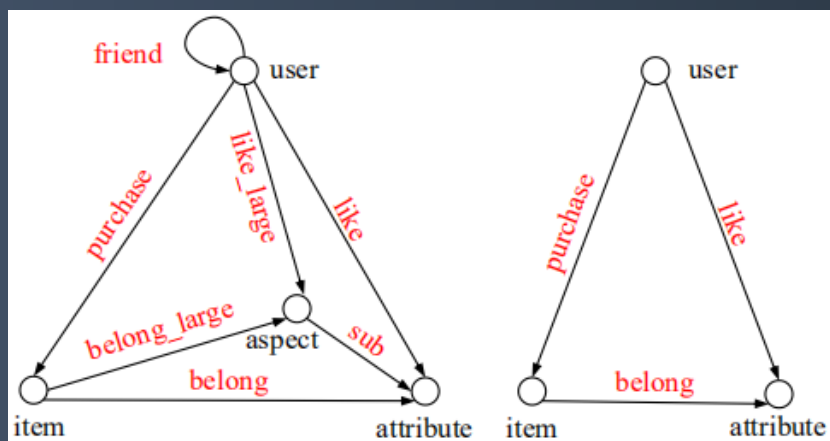 friend
user
purchase
like_large
like
belong_large
aspect
sub
belong
item
attribute
user
purchase
like
belong
item
attribute